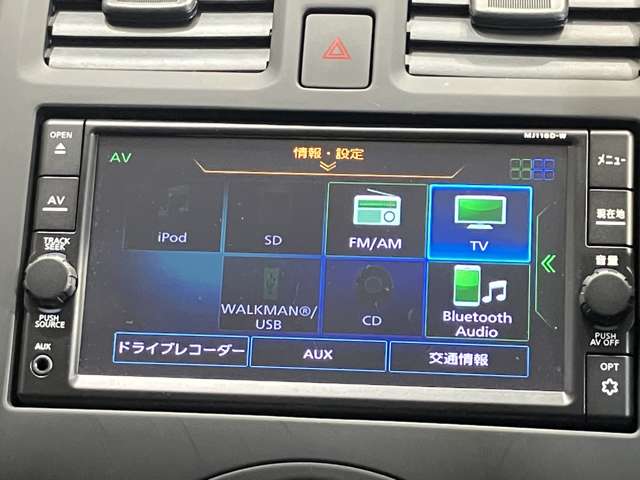 MJ116D-W
OPEN
AV
TRACK
SEEK
PUSH
SOURCE
AUX
AV
情報・設定
iPod
SD
FM/AM
TV
WALKMAN®/
USB
CD
Bluetooth
Audio
ドライブレコーダー
AUX
交通情報
メニュー
現在地
音量
PUSH
AV OFF
OPT